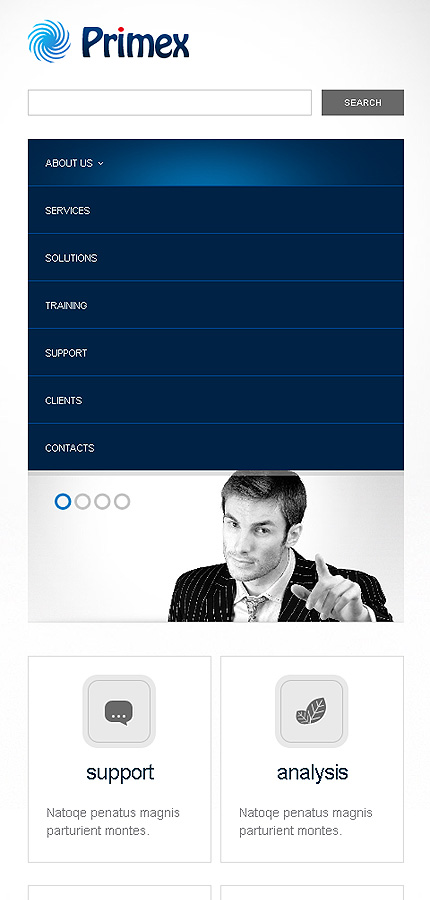 Primex
SEARCH
ABOUT US
SERVICES
SOLUTIONS
TRAINING
SUPPORT
CLIENTS
CONTACTS
support
Natoqe penatus magnis
parturient montes.
analysis
Natoqe penatus magnis
parturient montes.